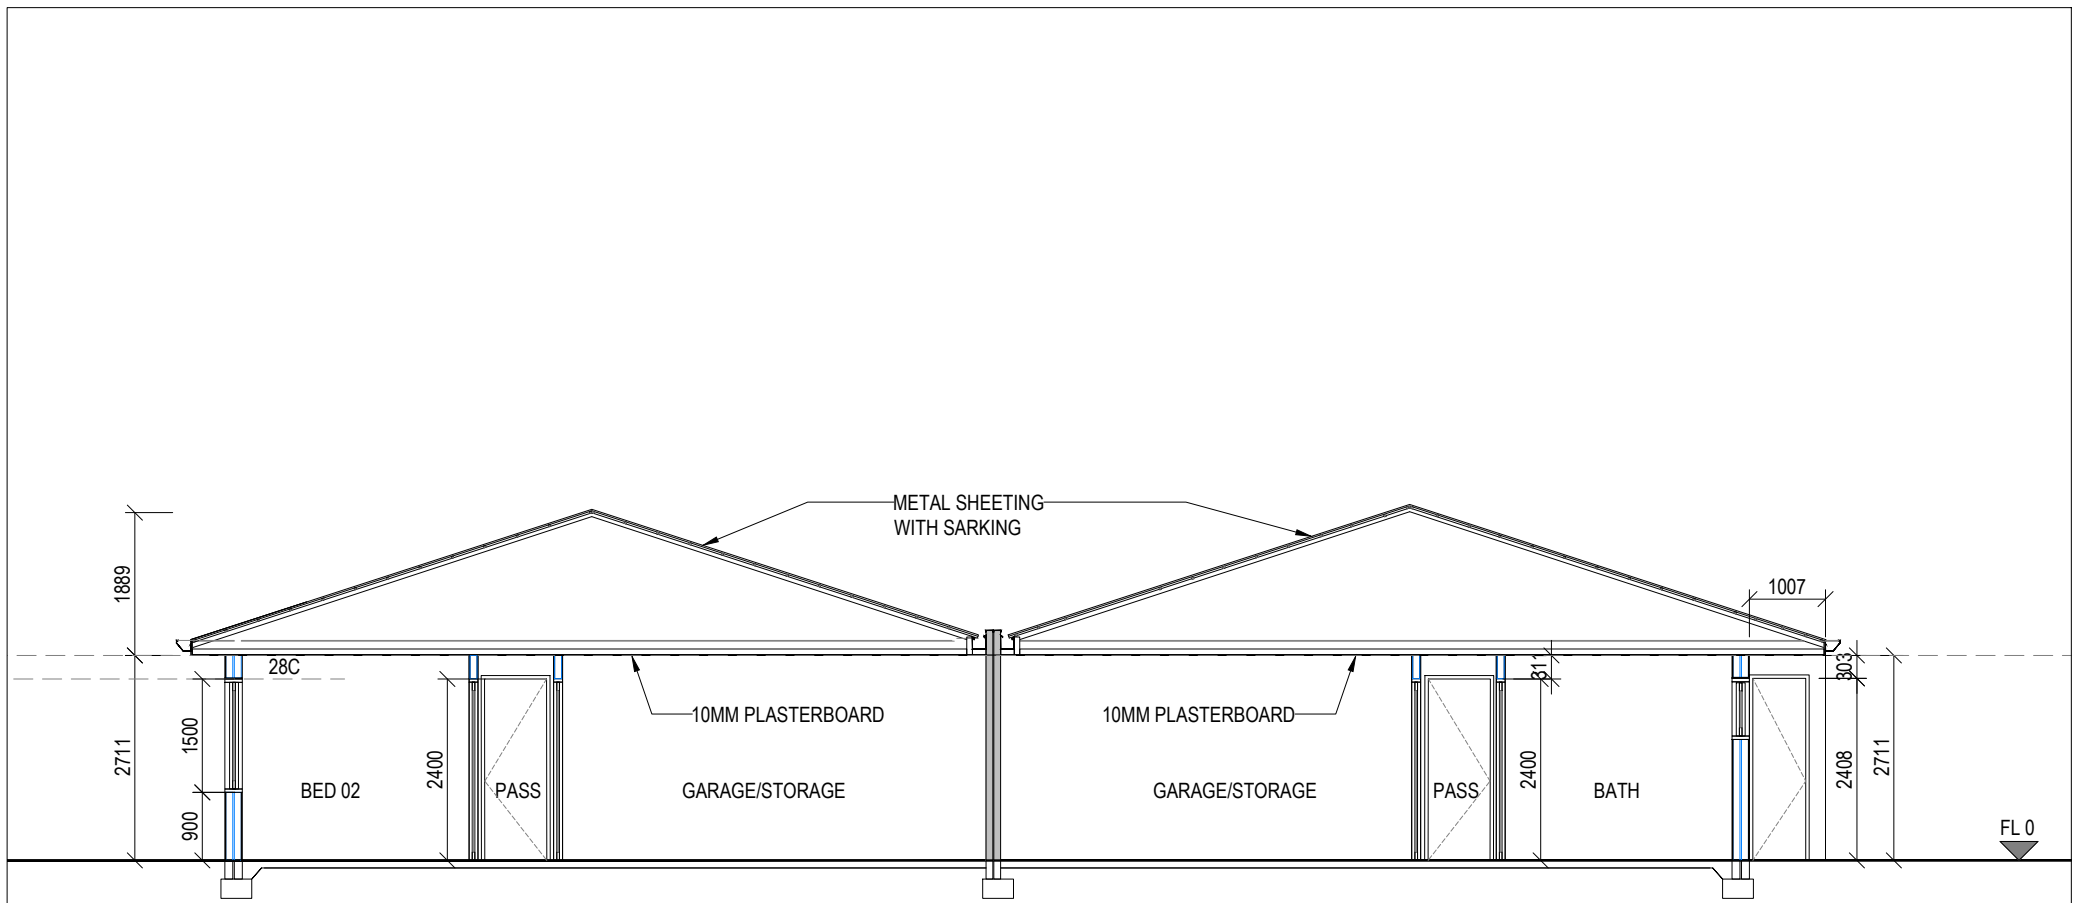 METAL SHEETING
WITH SARKING
1889
1007
28C
311
303
10MM PLASTERBOARD
10MM PLASTERBOARD
2711
1500
900
2400
2400
2408
2711
BED 02
PASS
GARAGE/STORAGE
GARAGE/STORAGE
PASS
BATH
FL 0